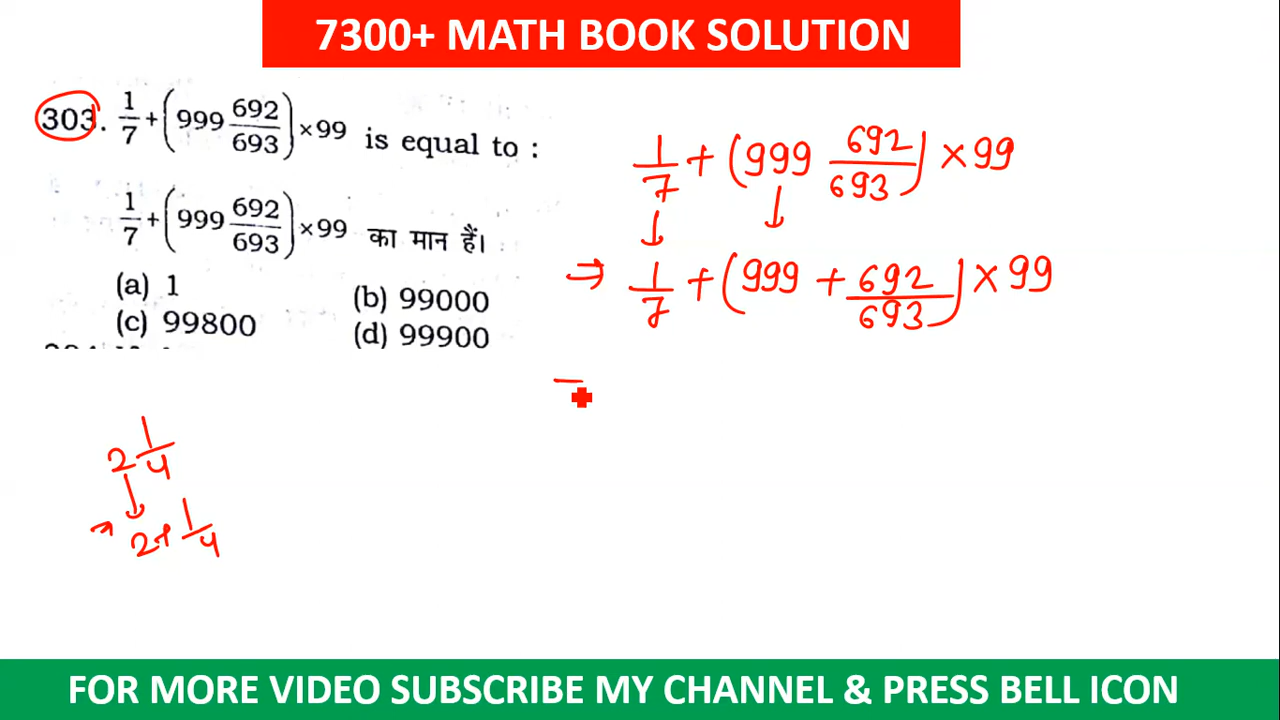 7300+ MATH BOOK SOLUTION
303. 1/7 + (999 692/693) × 99 is equal to :
1/7 + (999 692/693) × 99 का मान हैं।
(a) 1 (b) 99000
(c) 99800 (d) 99900
1/7 + (999 692/693) × 99
⇒ 1/7 + (999 + 692/693) × 99
2 1/4
⇒ 2 + 1/4
FOR MORE VIDEO SUBSCRIBE MY CHANNEL & PRESS BELL ICON